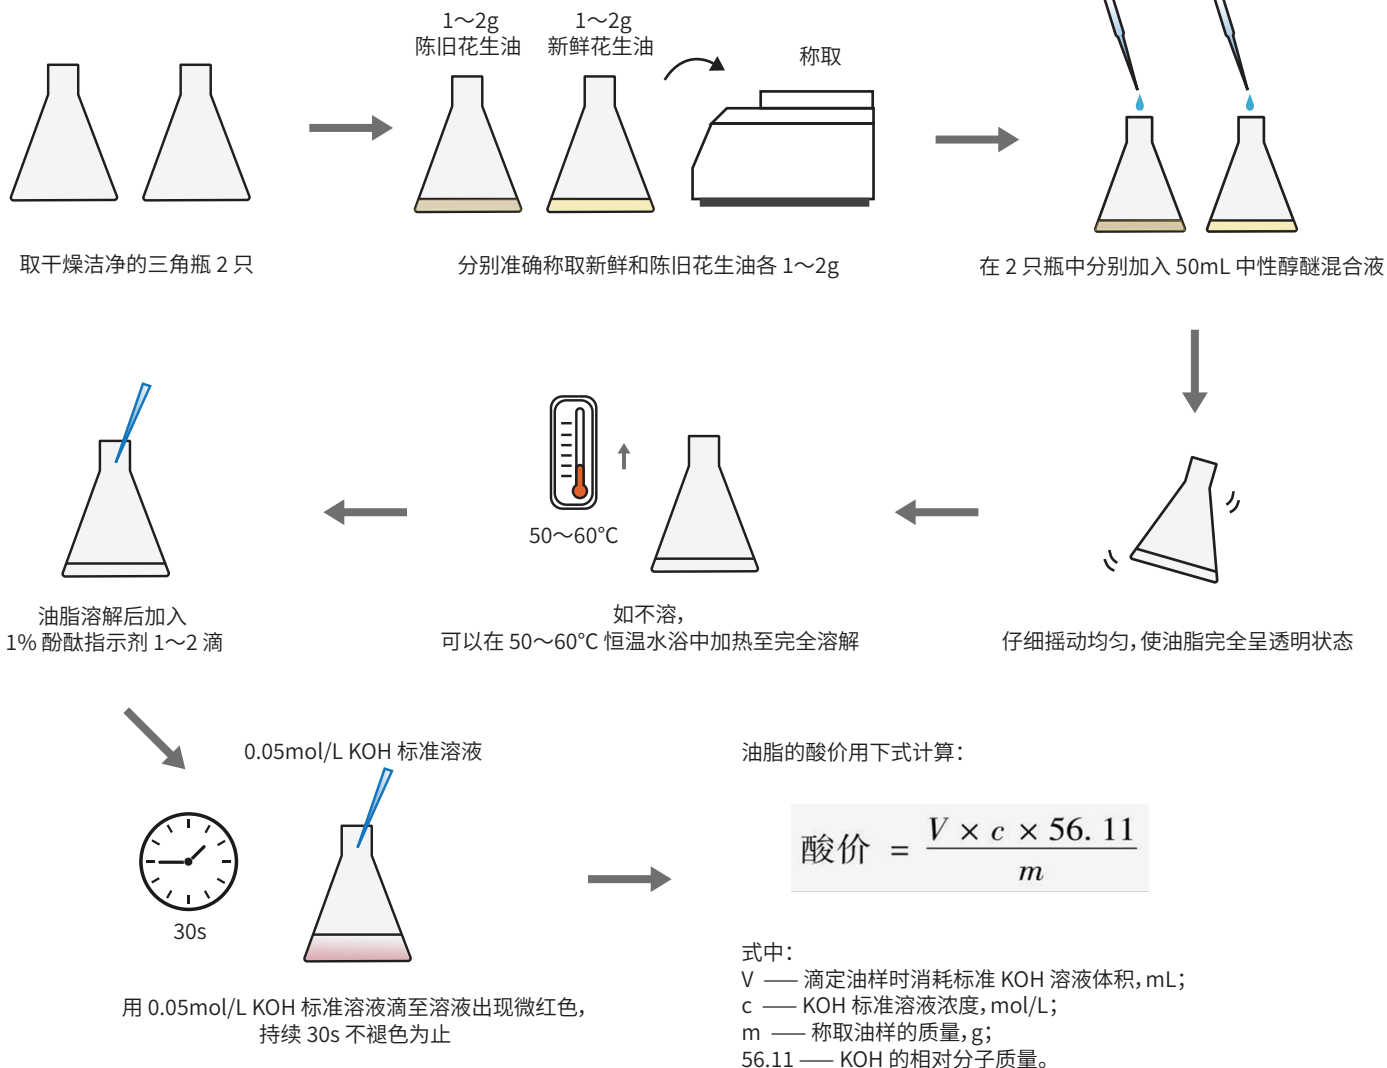 1～2g
陈旧花生油
1～2g
新鲜花生油
称取
取干燥洁净的三角瓶 2 只
分别准确称取新鲜和陈旧花生油各 1～2g
在 2 只瓶中分别加入 50mL 中性醇醚混合液
50～60℃
油脂溶解后加入
1% 酚酞指示剂 1～2 滴
如不溶，
可以在 50～60℃ 恒温水浴中加热至完全溶解
仔细摇动均匀，使油脂完全呈透明状态
0.05mol/L KOH 标准溶液
30s
用 0.05mol/L KOH 标准溶液滴至溶液出现微红色，
持续 30s 不褪色为止
油脂的酸价用下式计算：
酸价 = V × c × 56. 11 / m
式中：
V —— 滴定油样时消耗标准 KOH 溶液体积，mL；
c —— KOH 标准溶液浓度，mol/L；
m —— 称取油样的质量，g；
56.11 —— KOH 的相对分子质量。